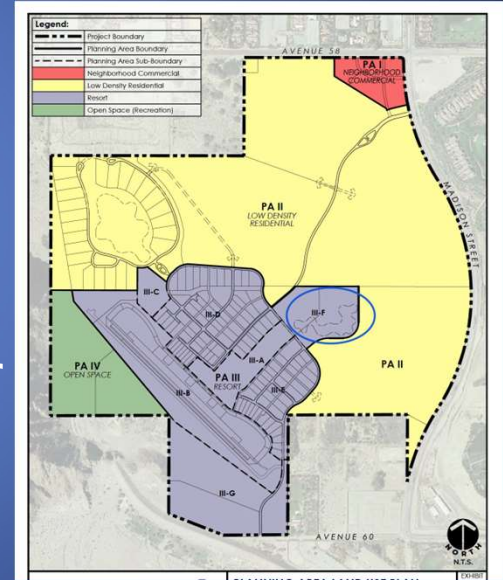 Legend:
Project Boundary
Planning Area Boundary
Planning Area Sub-Boundary
Neighborhood Commercial
Low Density Residential
Resort
Open Space (Recreation)
AVENUE 58
PA I
NEIGHBORHOOD
COMMERCIAL
MADISON STREET
PA II
LOW DENSITY
RESIDENTIAL
III-C
III-D
III-F
PA IV
OPEN SPACE
III-A
PA III
RESORT
PA II
III-B
III-E
III-G
AVENUE 60
NORTH
N.T.S.
EXHIBIT